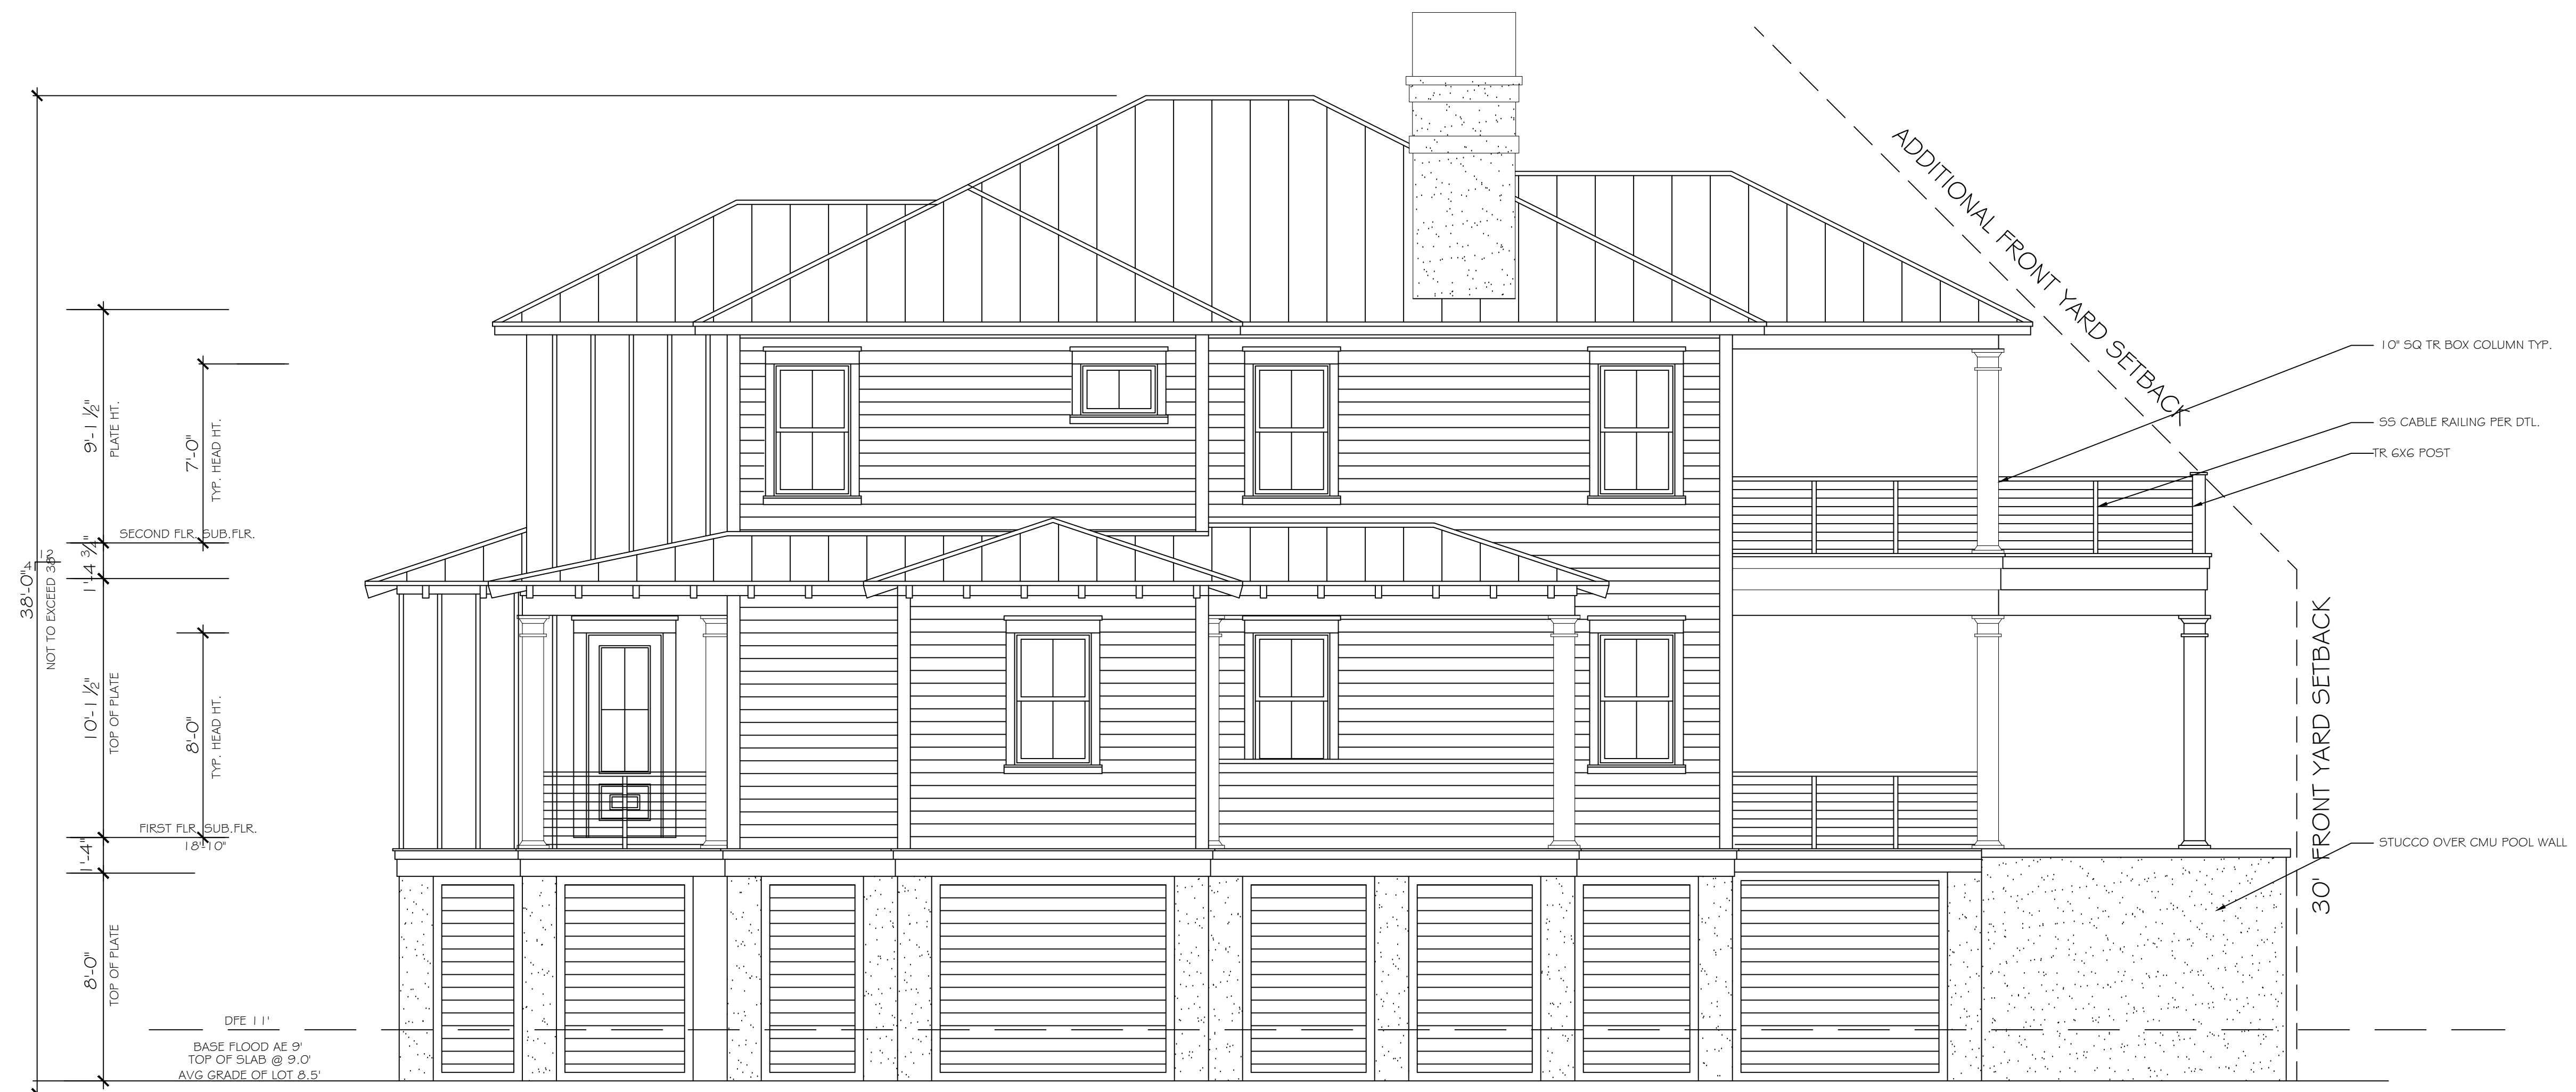 ADDITIONAL FRONT YARD SETBACK
10" SQ TR BOX COLUMN TYP.
SS CABLE RAILING PER DTL.
TR 6X6 POST
30' FRONT YARD SETBACK
STUCCO OVER CMU POOL WALL
9'-1 1/2"
PLATE HT.
7'-0"
TYP. HEAD HT.
SECOND FLR. SUB.FLR.
1'-4 3/4"
12
4
38'-0"
NOT TO EXCEED 38'
10'-1 1/2"
TOP OF PLATE
8'-0"
TYP. HEAD HT.
FIRST FLR. SUB.FLR.
18'-10"
1'-4"
8'-0"
TOP OF PLATE
DFE 11'
BASE FLOOD AE 9'
TOP OF SLAB @ 9.0'
AVG GRADE OF LOT 8.5'